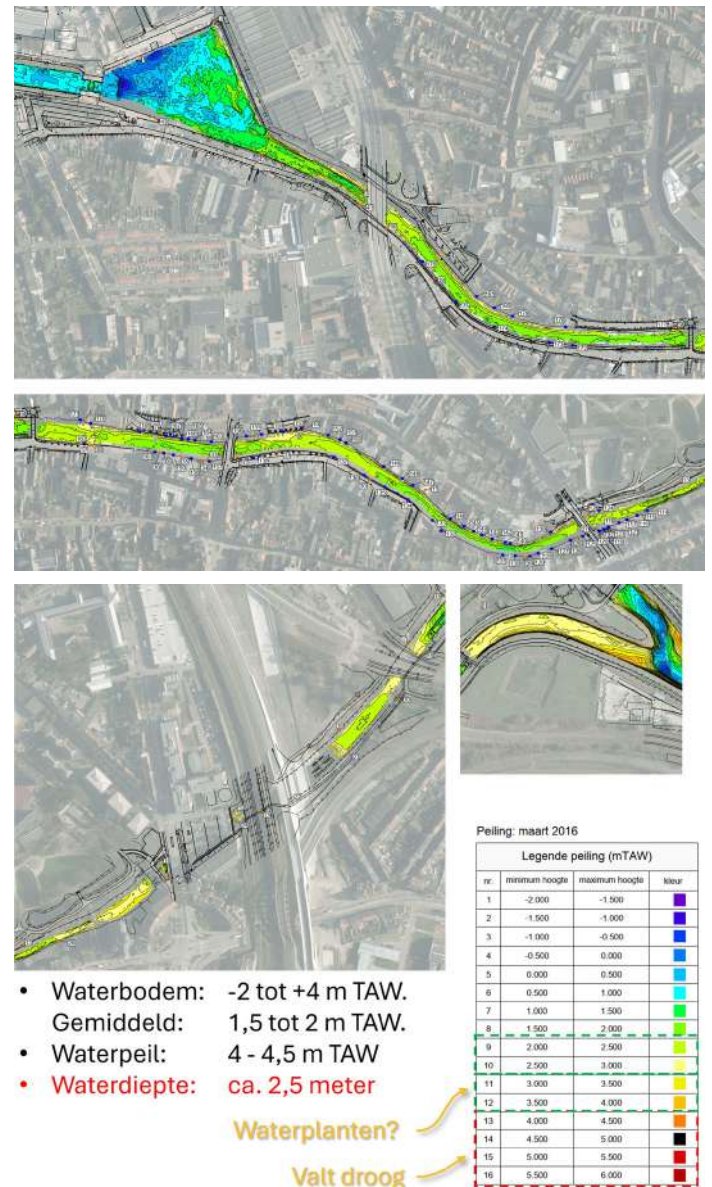 Peiling: maart 2016
Legende peiling (mTAW)
nr. minimum hoogte maximum hoogte kleur
1 -2.000 -1.500
2 -1.500 -1.000
3 -1.000 -0.500
4 -0.500 0.000
5 0.000 0.500
6 0.500 1.000
7 1.000 1.500
8 1.500 2.000
9 2.000 2.500
10 2.500 3.000
11 3.000 3.500
12 3.500 4.000
13 4.000 4.500
14 4.500 5.000
15 5.000 5.500
16 5.500 6.000
• Waterbodem: -2 tot +4 m TAW.
Gemiddeld: 1,5 tot 2 m TAW.
• Waterpeil: 4 - 4,5 m TAW
• Waterdiepte: ca. 2,5 meter
Waterplanten?
Valt droog